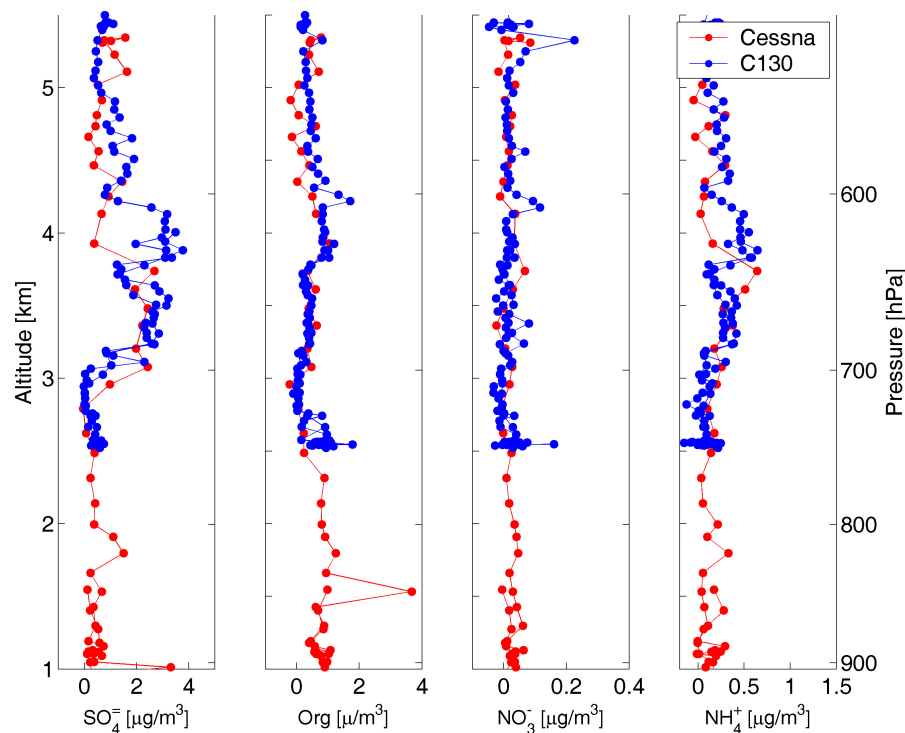 Cessna
C130
Altitude [km]
5
4
3
2
1
600
700
800
900
Pressure [hPa]
0 2 4
0 2 4
0 0.2 0.4
0 0.5 1
SO₄⁼ [μg/m³]
Org [μ/m³]
NO₃⁻ [μg/m³]
NH₄⁺ [μg/m³]